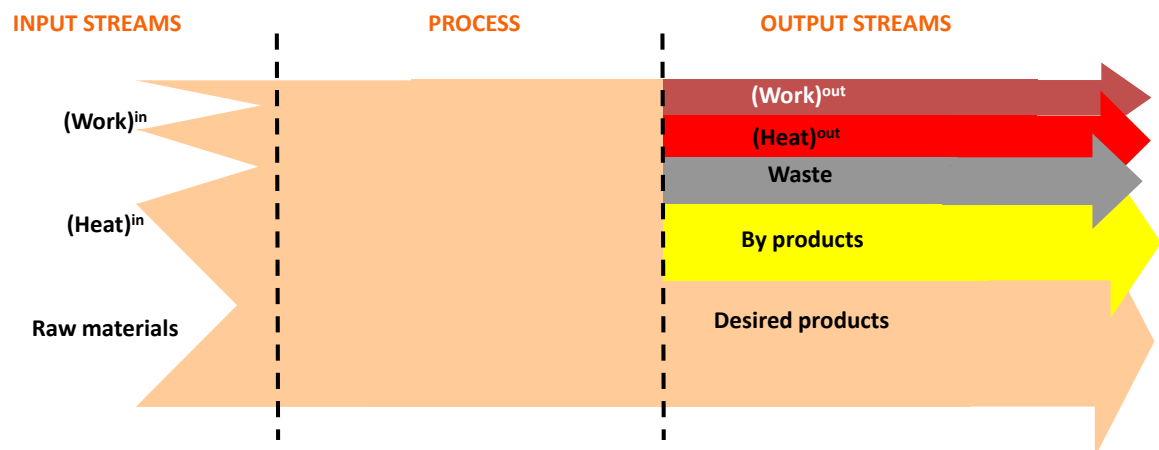 INPUT STREAMS
PROCESS
OUTPUT STREAMS
(Work)in
(Heat)in
Raw materials
(Work)out
(Heat)out
Waste
By products
Desired products